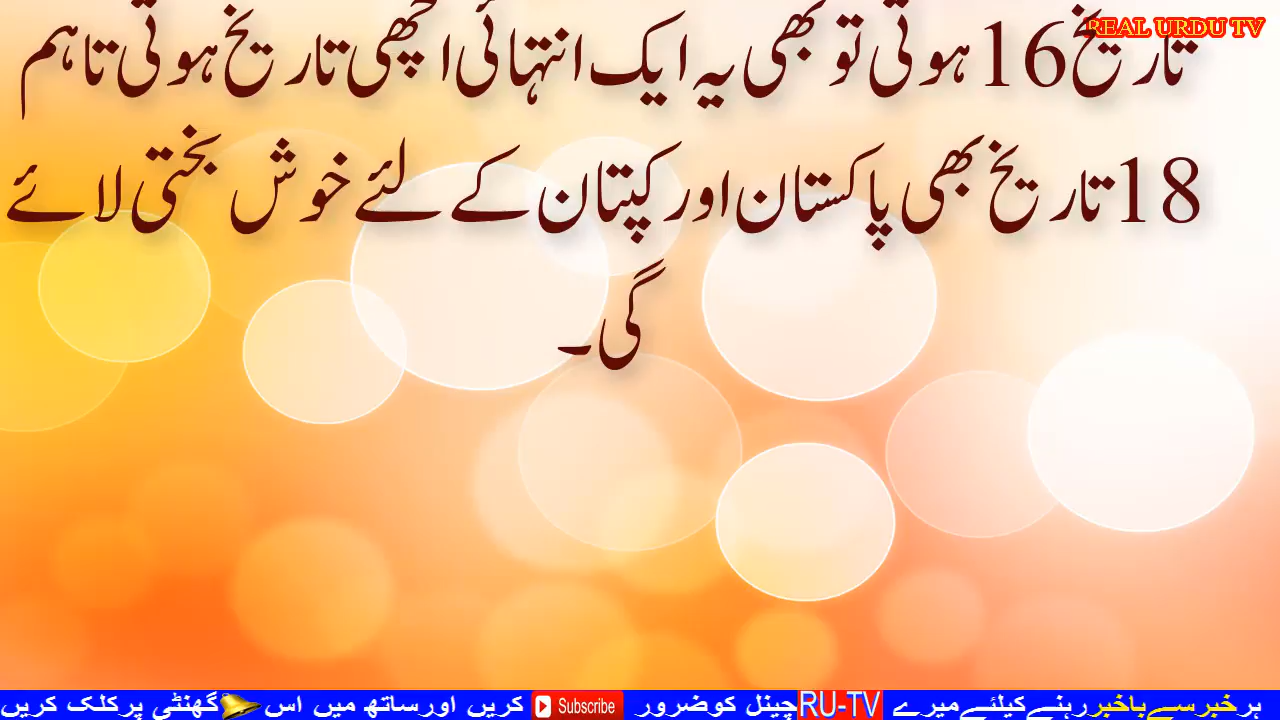 REAL URDU TV
تاریخ 16 ہوتی تو بھی یہ ایک انتہائی اچھی تاریخ ہوتی تاہم
18 تاریخ بھی پاکستان اور کپتان کے لئے خوش بختی لائے
گی۔
ہر خبر سے باخبر رہنے کیلئے میرے RU-TV چینل کو ضرور Subscribe کریں اور ساتھ میں اس گھنٹی پر کلک کریں